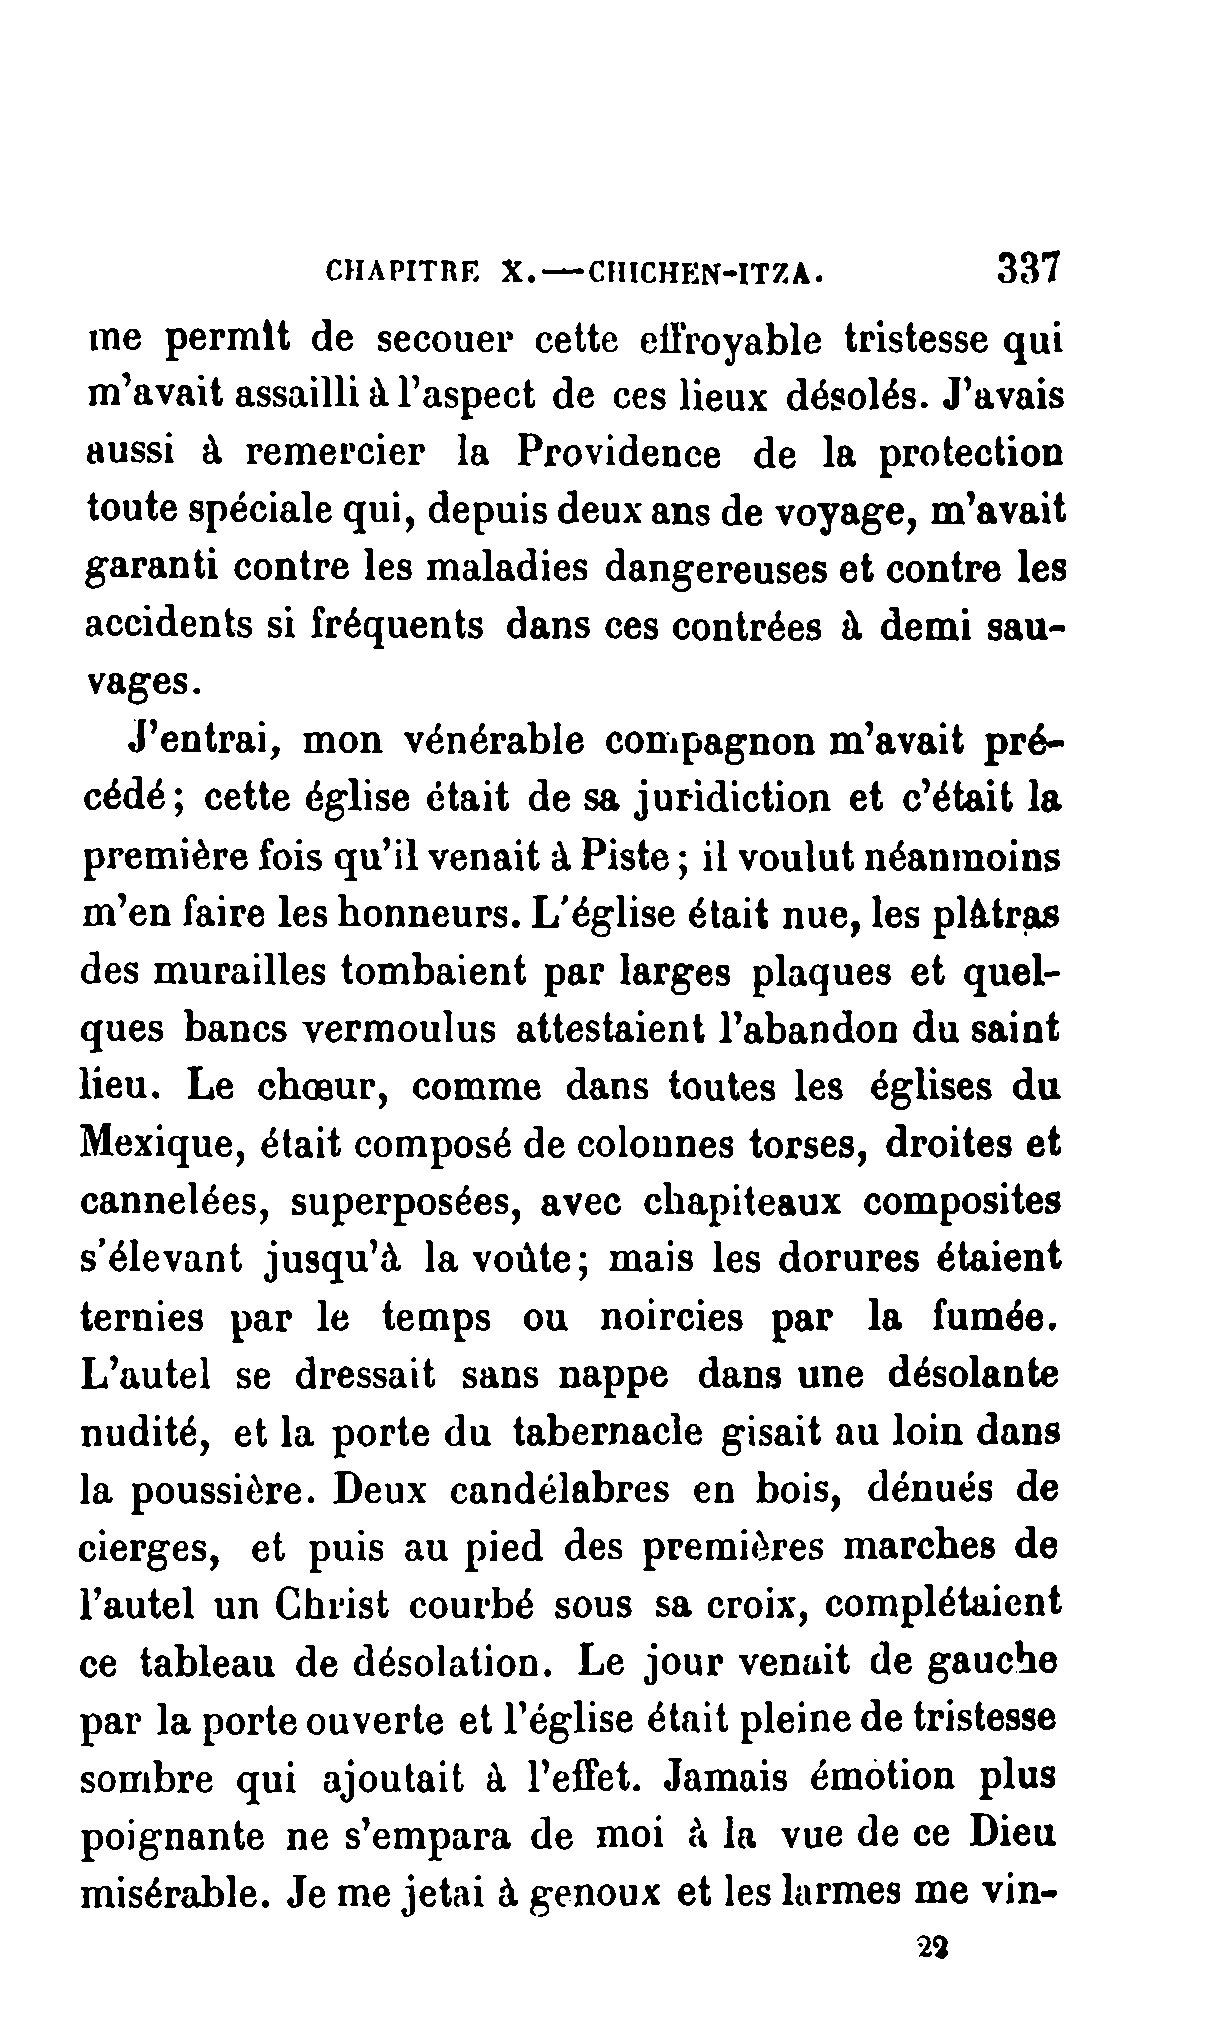 CHAPITRE X.—CHICHEN-ITZA. 337
me permit de secouer cette effroyable tristesse qui
m'avait assailli à l'aspect de ces lieux désolés. J'avais
aussi à remercier la Providence de la protection
toute spéciale qui, depuis deux ans de voyage, m'avait
garanti contre les maladies dangereuses et contre les
accidents si fréquents dans ces contrées à demi sau-
vages.
J'entrai, mon vénérable compagnon m'avait pré-
cédé; cette église était de sa juridiction et c'était la
première fois qu'il venait à Piste; il voulut néanmoins
m'en faire les honneurs. L'église était nue, les plâtras
des murailles tombaient par larges plaques et quel-
ques bancs vermoulus attestaient l'abandon du saint
lieu. Le chœur, comme dans toutes les églises du
Mexique, était composé de colonnes torses, droites et
cannelées, superposées, avec chapiteaux composites
s'élevant jusqu'à la voûte; mais les dorures étaient
ternies par le temps ou noircies par la fumée.
L'autel se dressait sans nappe dans une désolante
nudité, et la porte du tabernacle gisait au loin dans
la poussière. Deux candélabres en bois, dénués de
cierges, et puis au pied des premières marches de
l'autel un Christ courbé sous sa croix, complétaient
ce tableau de désolation. Le jour venait de gauche
par la porte ouverte et l'église était pleine de tristesse
sombre qui ajoutait à l'effet. Jamais émotion plus
poignante ne s'empara de moi à la vue de ce Dieu
misérable. Je me jetai à genoux et les larmes me vin-
22